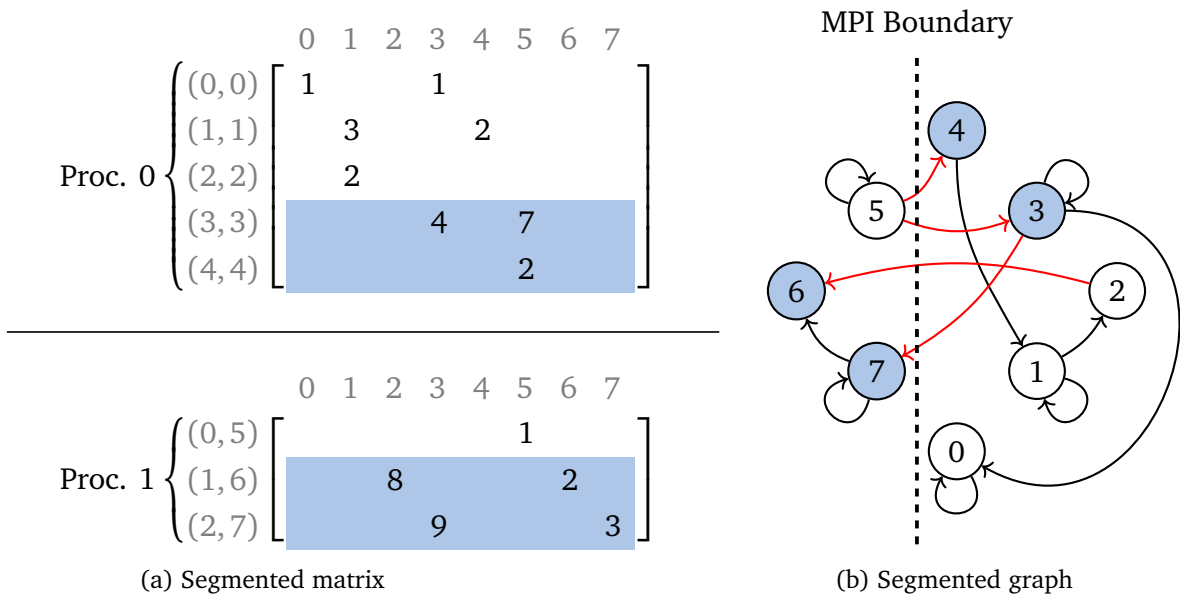 0 1 2 3 4 5 6 7
(0, 0) 1 1
(1, 1) 3 2
Proc. 0 (2, 2) 2
(3, 3) 4 7
(4, 4) 2
0 1 2 3 4 5 6 7
(0, 5) 1
Proc. 1 (1, 6) 8 2
(2, 7) 9 3
(a) Segmented matrix
MPI Boundary
4
5 3
6 2
7 1
0
(b) Segmented graph